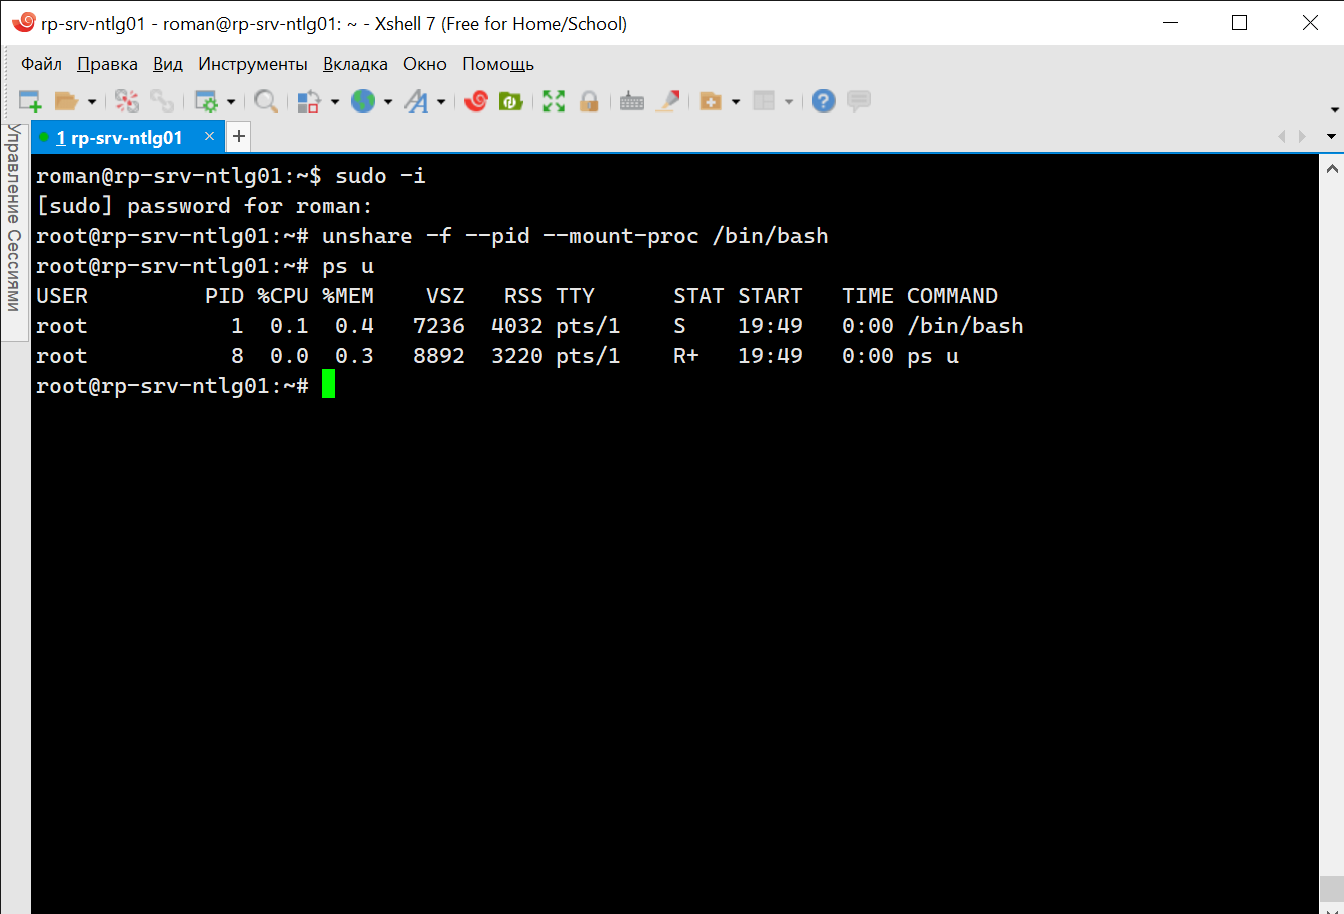 rp-srv-ntlg01 - roman@rp-srv-ntlg01: ~ - Xshell 7 (Free for Home/School)
Файл Правка Вид Инструменты Вкладка Окно Помощь
Управление Сессиями
1 rp-srv-ntlg01 × +
roman@rp-srv-ntlg01:~$ sudo -i
[sudo] password for roman:
root@rp-srv-ntlg01:~# unshare -f --pid --mount-proc /bin/bash
root@rp-srv-ntlg01:~# ps u
USER         PID %CPU %MEM    VSZ   RSS TTY      STAT START   TIME COMMAND
root           1  0.1  0.4   7236  4032 pts/1    S    19:49   0:00 /bin/bash
root           8  0.0  0.3   8892  3220 pts/1    R+   19:49   0:00 ps u
root@rp-srv-ntlg01:~#